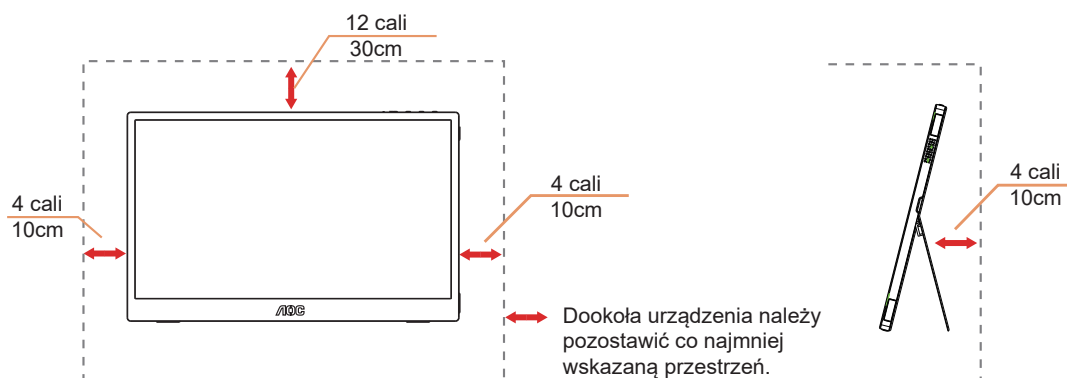 12 cali
30cm
4 cali
10cm
4 cali
10cm
4 cali
10cm
AOC
Dookoła urządzenia należy
pozostawić co najmniej
wskazaną przestrzeń.